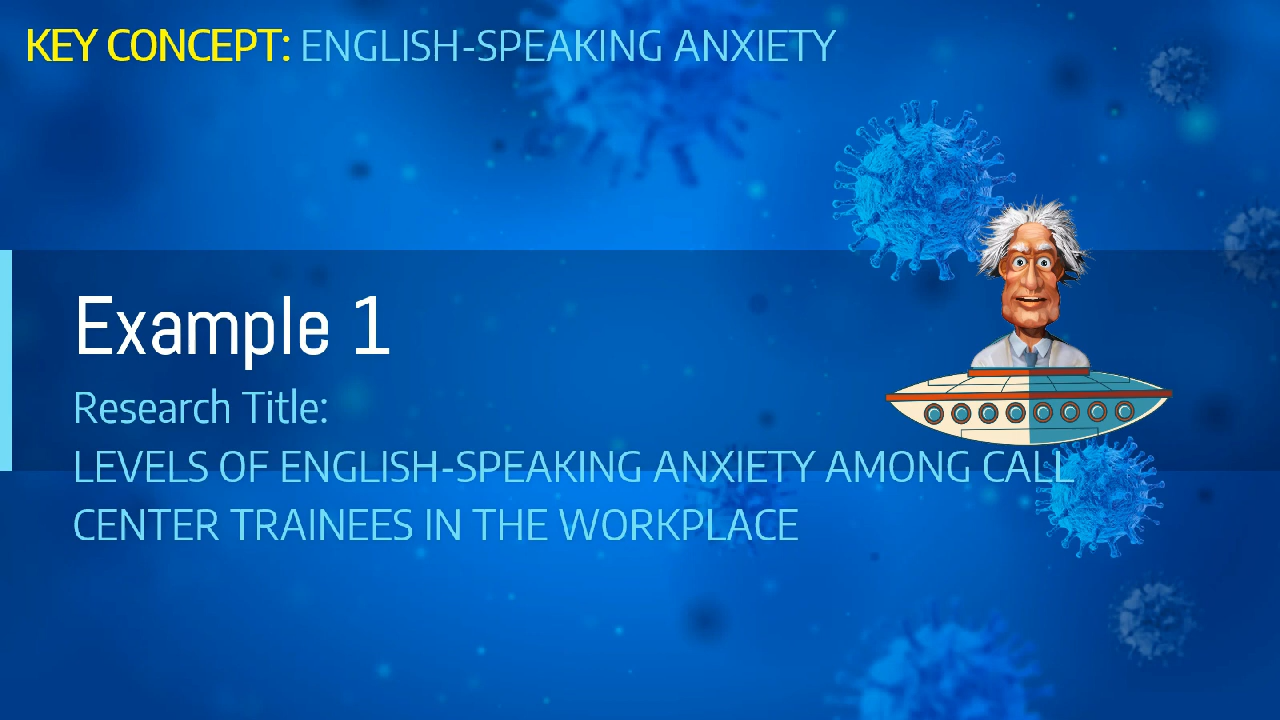 KEY CONCEPT: ENGLISH-SPEAKING ANXIETY
Example 1
Research Title:
LEVELS OF ENGLISH-SPEAKING ANXIETY AMONG CALL
CENTER TRAINEES IN THE WORKPLACE